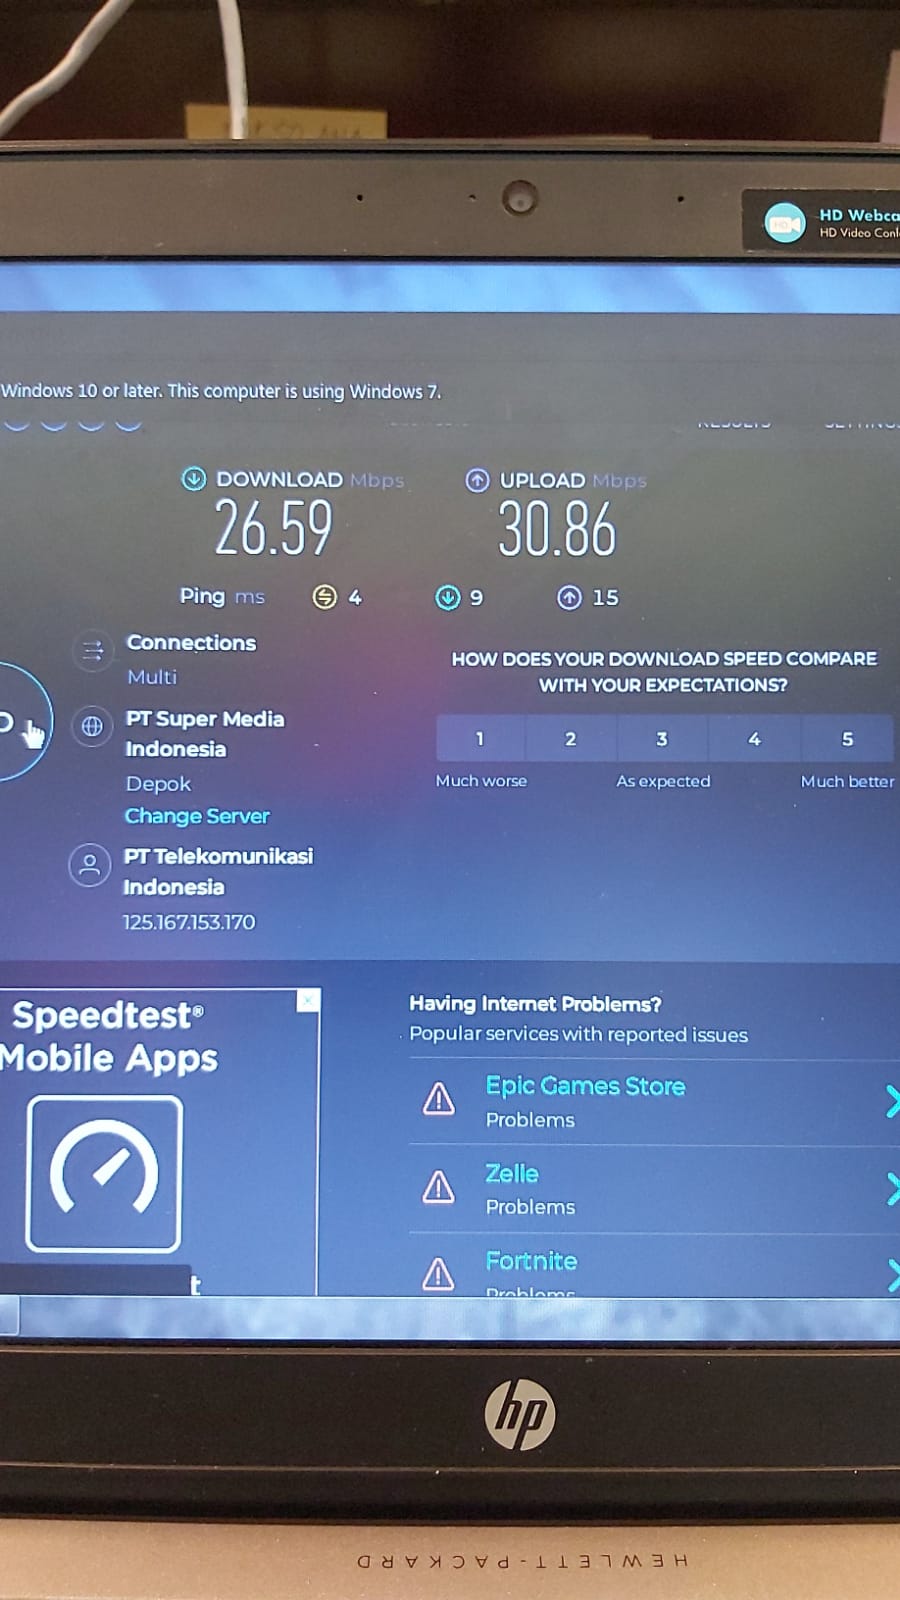 HD Webca
HD Video Conf
Windows 10 or later. This computer is using Windows 7.
RESULTS
DOWNLOAD Mbps
UPLOAD Mbps
26.59
30.86
Ping ms 4 9 15
Connections
Multi
HOW DOES YOUR DOWNLOAD SPEED COMPARE
WITH YOUR EXPECTATIONS?
1 2 3 4 5
Much worse As expected Much better
PT Super Media
Indonesia
Depok
Change Server
PT Telekomunikasi
Indonesia
125.167.153.170
Speedtest®
Mobile Apps
t
Having Internet Problems?
Popular services with reported issues
Epic Games Store
Problems
Zelle
Problems
Fortnite
Problems
hp
HEWLETT-PACKARD